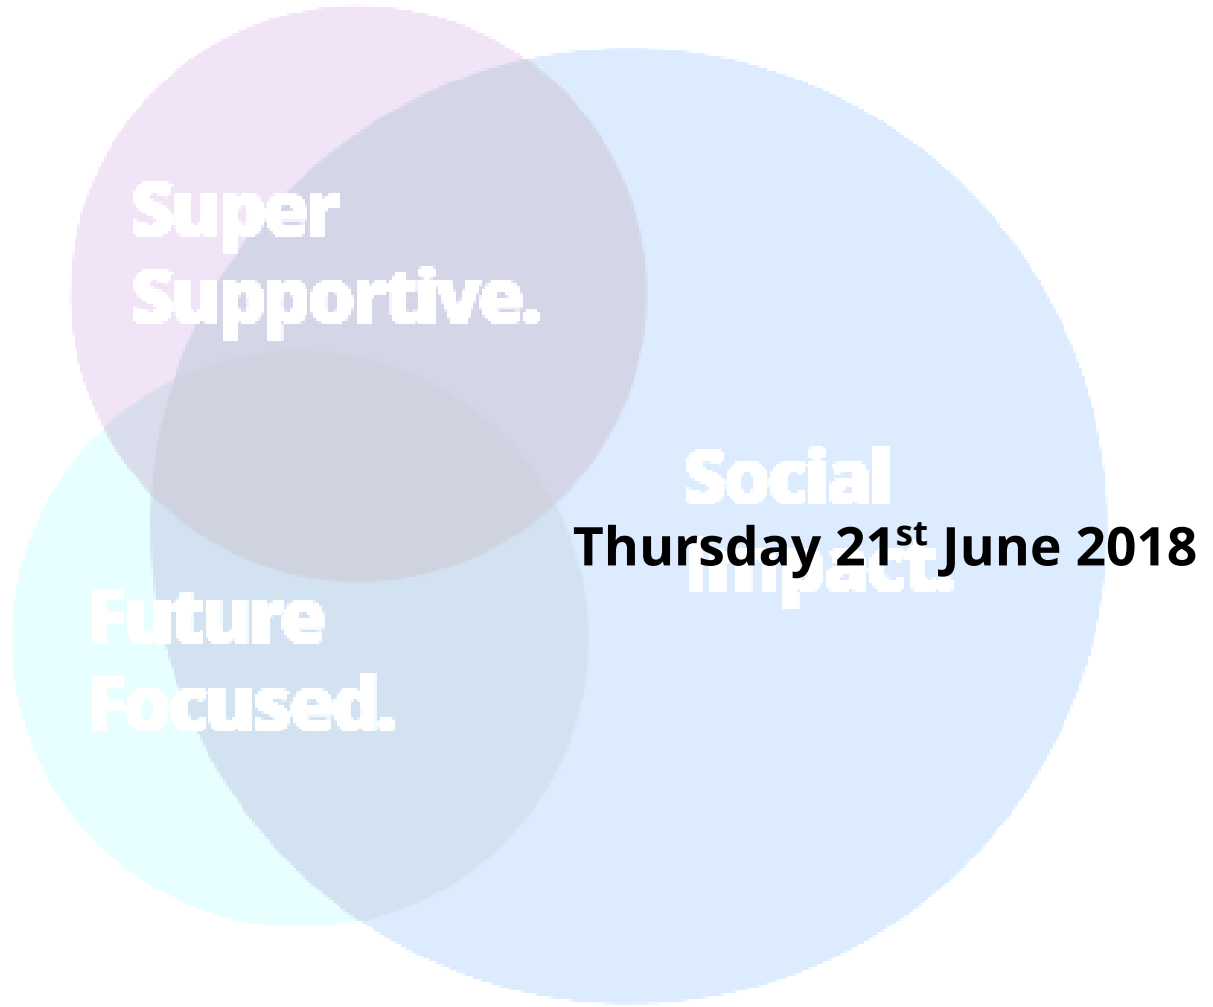 Super
Supportive.
Social
Impact.
Thursday 21st June 2018
Future
Focused.